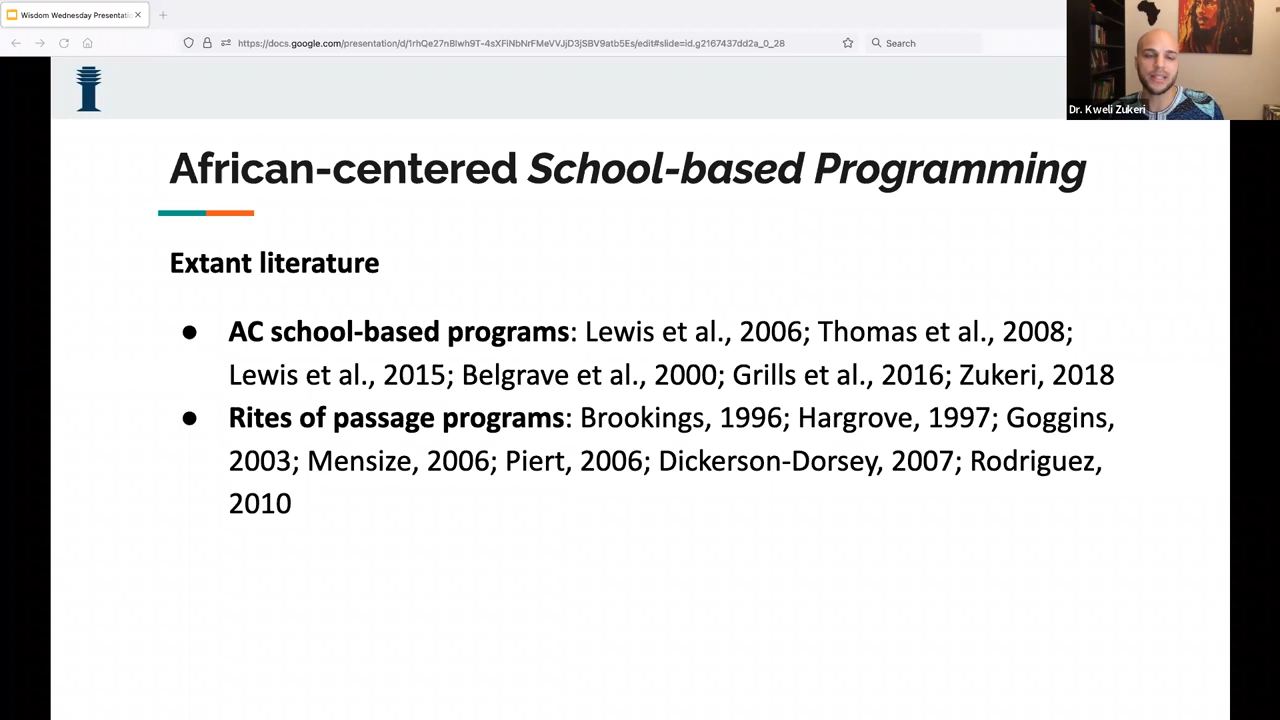 Wisdom Wednesday Presentati
https://docs.google.com/presentation/d/1rhQe27nBlwh9T-4sXFiNbNrFMeVVJjD3jSBV9atb5Es/edit#slide=id.g2167437dd2a_0_28
Search
Dr. Kweli Zukeri
African-centered School-based Programming
Extant literature
● AC school-based programs: Lewis et al., 2006; Thomas et al., 2008;
Lewis et al., 2015; Belgrave et al., 2000; Grills et al., 2016; Zukeri, 2018
● Rites of passage programs: Brookings, 1996; Hargrove, 1997; Goggins,
2003; Mensize, 2006; Piert, 2006; Dickerson-Dorsey, 2007; Rodriguez,
2010